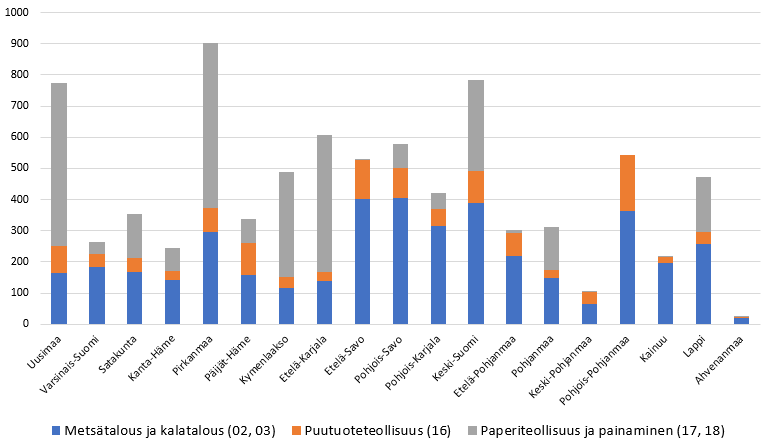 1000
900
800
700
600
500
400
300
200
100
0
Uusimaa
Varsinais-Suomi
Satakunta
Kanta-Häme
Pirkanmaa
Päijät-Häme
Kymenlaakso
Etelä-Karjala
Etelä-Savo
Pohjois-Savo
Pohjois-Karjala
Keski-Suomi
Etelä-Pohjanmaa
Pohjanmaa
Keski-Pohjanmaa
Pohjois-Pohjanmaa
Kainuu
Lappi
Ahvenanmaa
Metsätalous ja kalatalous (02, 03) Puutuoteteollisuus (16) Paperiteollisuus ja painaminen (17, 18)